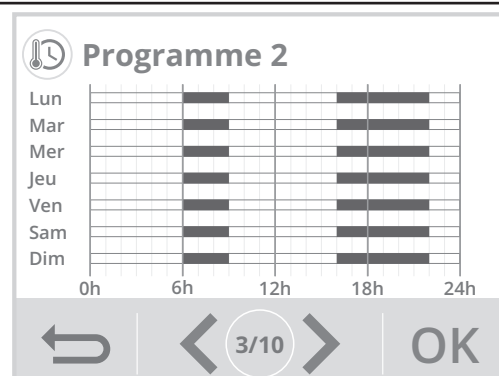 Programme 2
Lun
Mar
Mer
Jeu
Ven
Sam
Dim
0h 6h 12h 18h 24h
3/10 OK